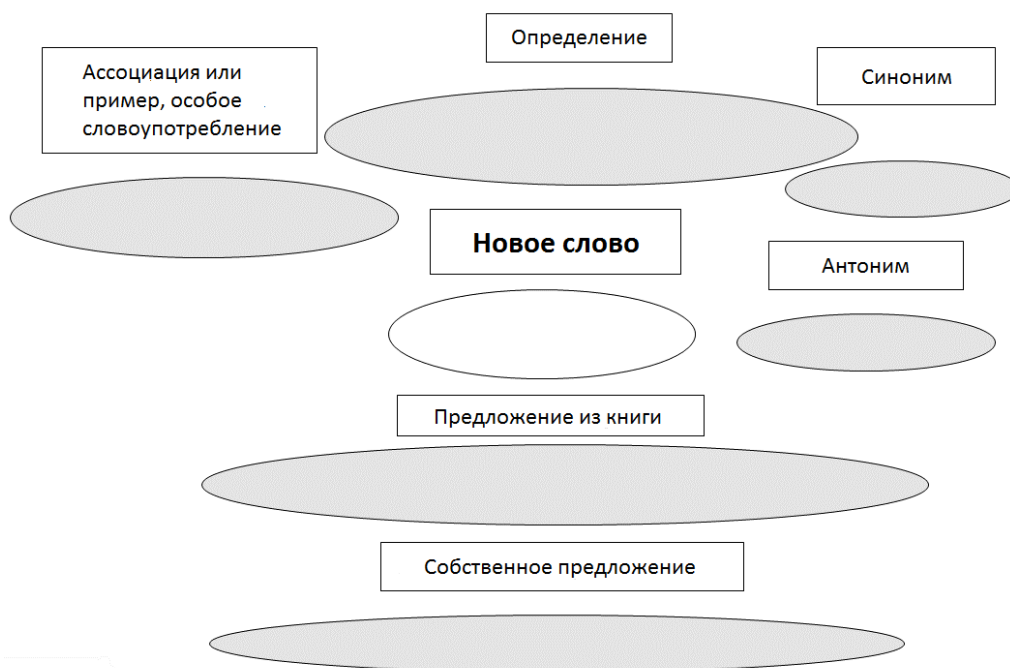 Определение
Ассоциация или
пример, особое
словоупотребление
Синоним
Новое слово
Антоним
Предложение из книги
Собственное предложение